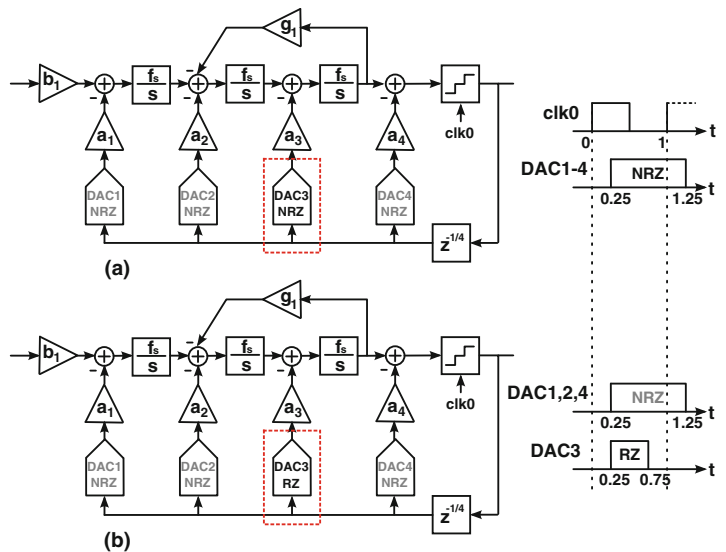 g1
b1 fs/s fs/s fs/s
a1 a2 a3 a4 clk0
DAC1 NRZ DAC2 NRZ DAC3 NRZ DAC4 NRZ
z-1/4
(a)
g1
b1 fs/s fs/s fs/s
a1 a2 a3 a4 clk0
DAC1 NRZ DAC2 NRZ DAC3 RZ DAC4 NRZ
z-1/4
(b)
clk0 t
0 1
DAC1-4 NRZ t
0.25 1.25
DAC1,2,4 NRZ t
0.25 1.25
DAC3 RZ t
0.25 0.75